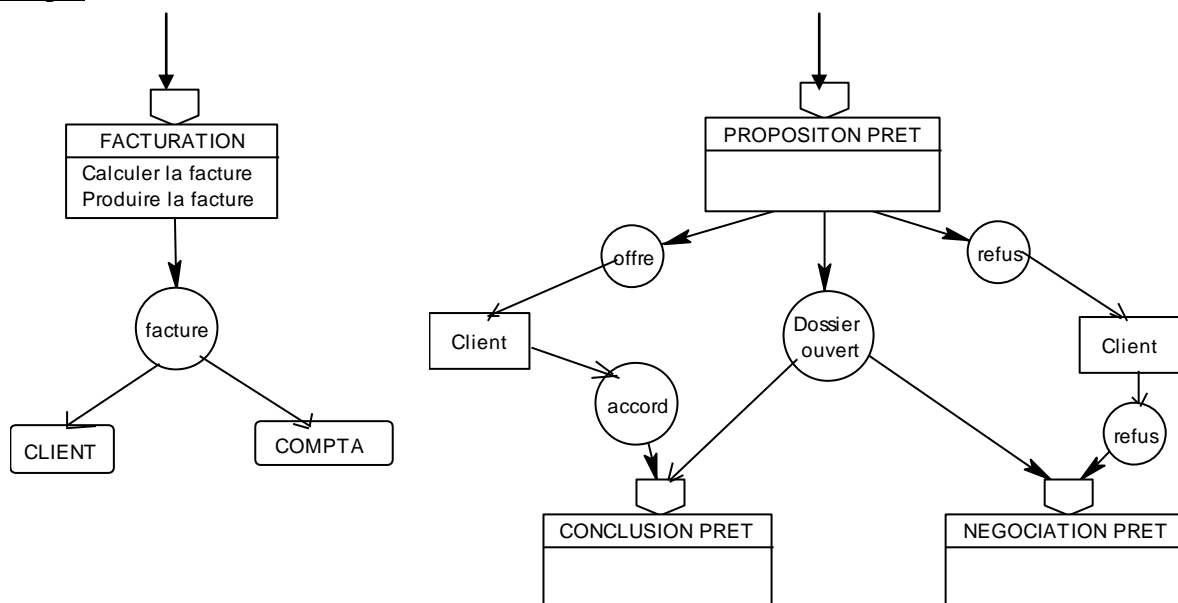 FACTURATION
Calculer la facture
Produire la facture
facture
CLIENT
COMPTA
PROPOSITON PRET
offre
refus
Client
Dossier
ouvert
Client
accord
refus
CONCLUSION PRET
NEGOCIATION PRET